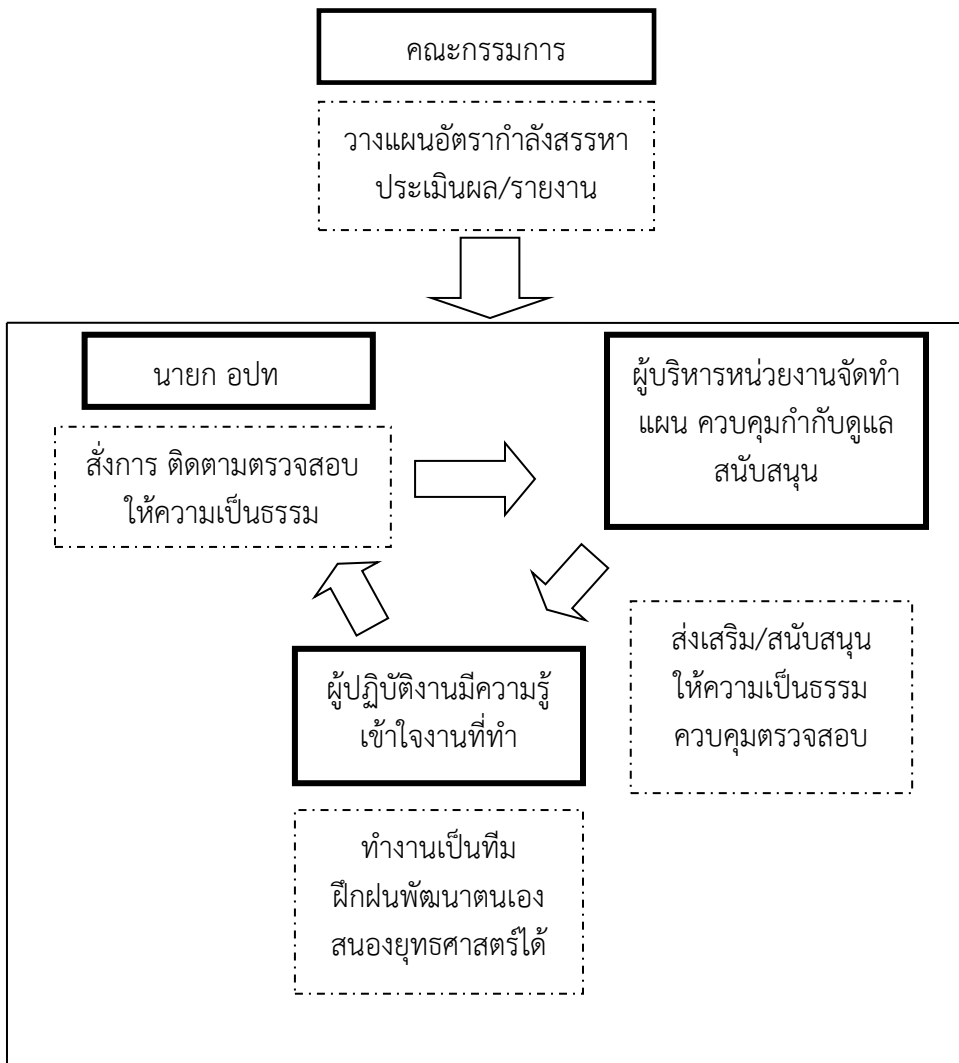 คณะกรรมการ
วางแผนอัตรากำลังสรรหา
ประเมินผล/รายงาน
นายก อปท
สั่งการ ติดตามตรวจสอบ
ให้ความเป็นธรรม
ผู้บริหารหน่วยงานจัดทำ
แผน ควบคุมกำกับดูแล
สนับสนุน
ส่งเสริม/สนับสนุน
ให้ความเป็นธรรม
ควบคุมตรวจสอบ
ผู้ปฏิบัติงานมีความรู้
เข้าใจงานที่ทำ
ทำงานเป็นทีม
ฝึกฝนพัฒนาตนเอง
สนองยุทธศาสตร์ได้